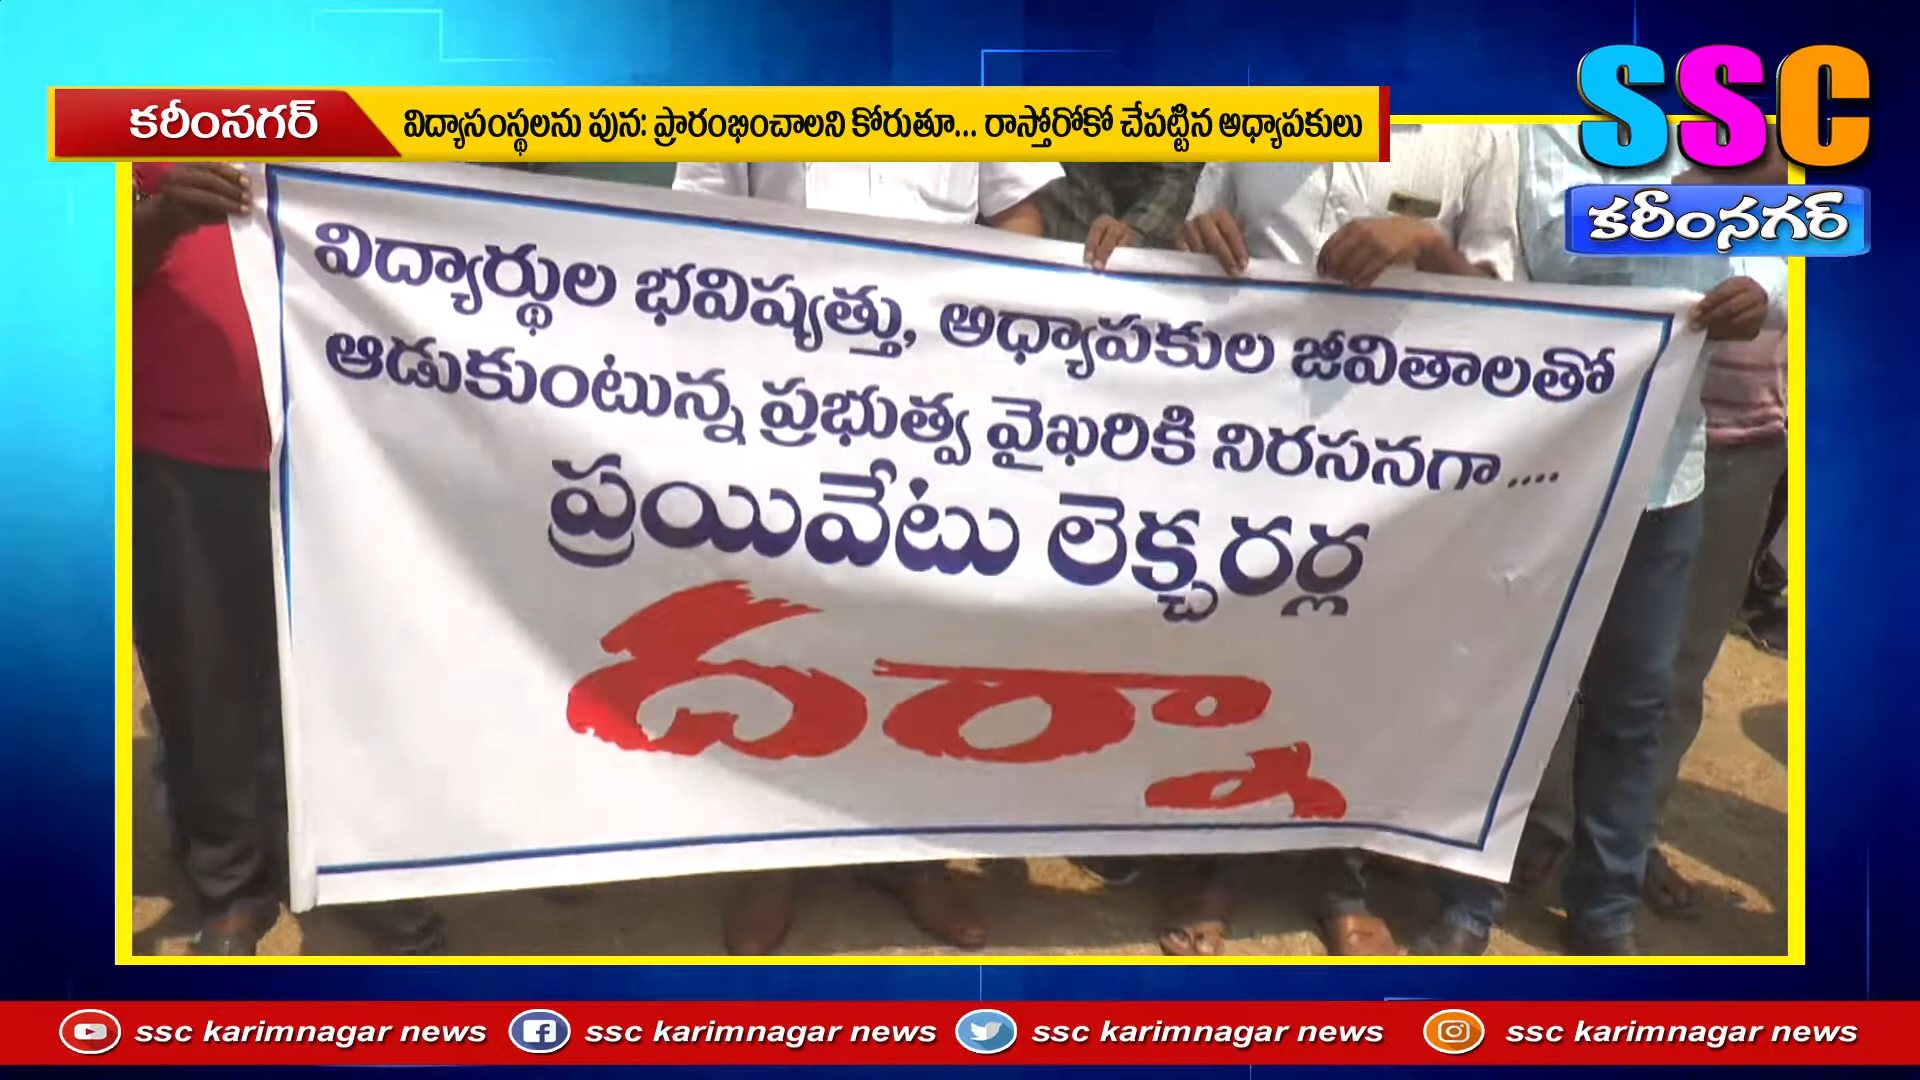 కరీంనగర్
విద్యాసంస్థలను పున: ప్రారంభించాలని కోరుతూ... రాస్తోరోకో చేపట్టిన అధ్యాపకులు
SSC
కరీంనగర్
విద్యార్థుల భవిష్యత్తు, అధ్యాపకుల జీవితాలతో
ఆడుకుంటున్న ప్రభుత్వ వైఖరికి నిరసనగా....
ప్రయివేటు లెక్చరర్ల
దర్నా
ssc karimnagar news
ssc karimnagar news
ssc karimnagar news
ssc karimnagar news